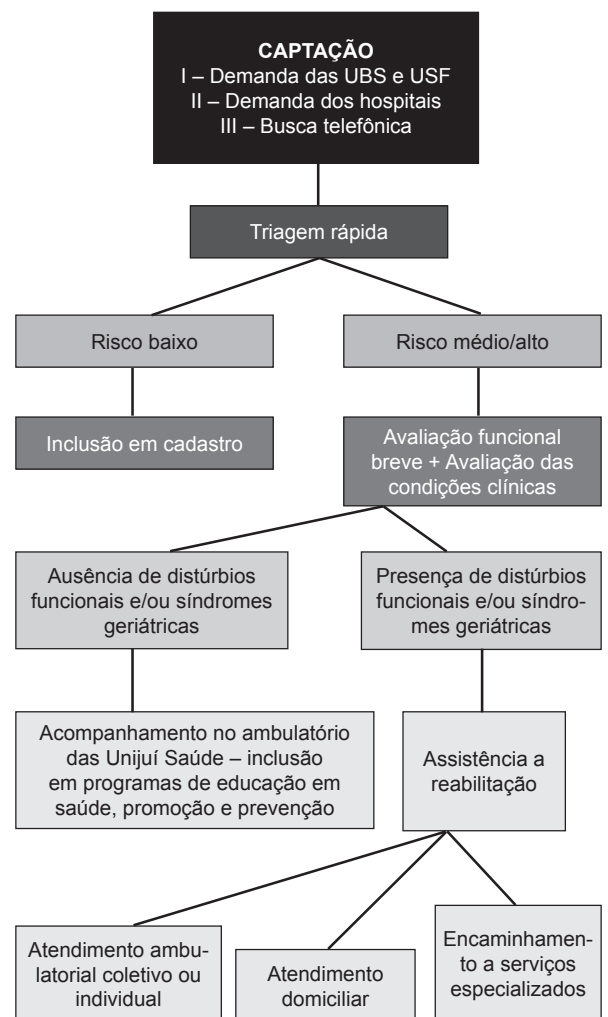 CAPTAÇÃO
I – Demanda das UBS e USF
II – Demanda dos hospitais
III – Busca telefônica
Triagem rápida
Risco baixo
Risco médio/alto
Inclusão em cadastro
Avaliação funcional
breve + Avaliação das
condições clínicas
Ausência de distúrbios
funcionais e/ou síndromes
geriátricas
Presença de distúrbios
funcionais e/ou síndro-
mes geriátricas
Acompanhamento no ambulatório
das Unijuí Saúde – inclusão
em programas de educação em
saúde, promoção e prevenção
Assistência a
reabilitação
Atendimento ambu-
latorial coletivo ou
individual
Atendimento
domiciliar
Encaminhamen-
to a serviços
especializados